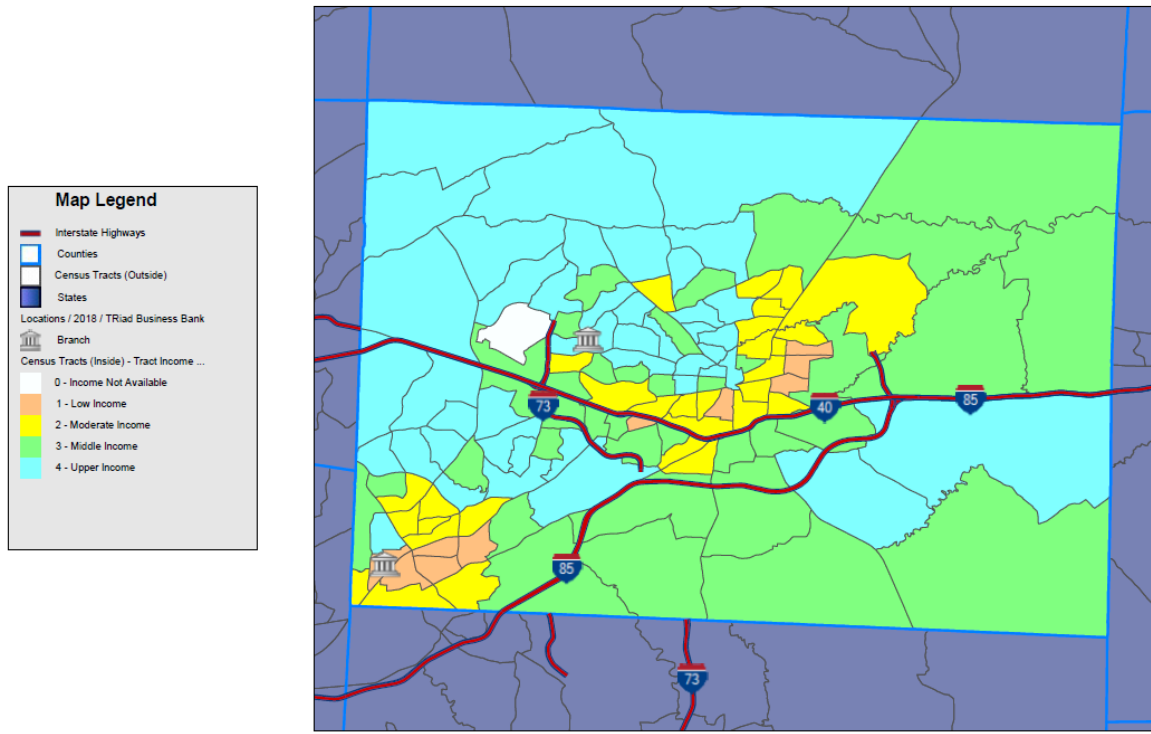 Map Legend
Interstate Highways
Counties
Census Tracts (Outside)
States
Locations / 2018 / TRiad Business Bank
Branch
Census Tracts (Inside) - Tract Income ...
0 - Income Not Available
1 - Low Income
2 - Moderate Income
3 - Middle Income
4 - Upper Income
73
40
85
85
73